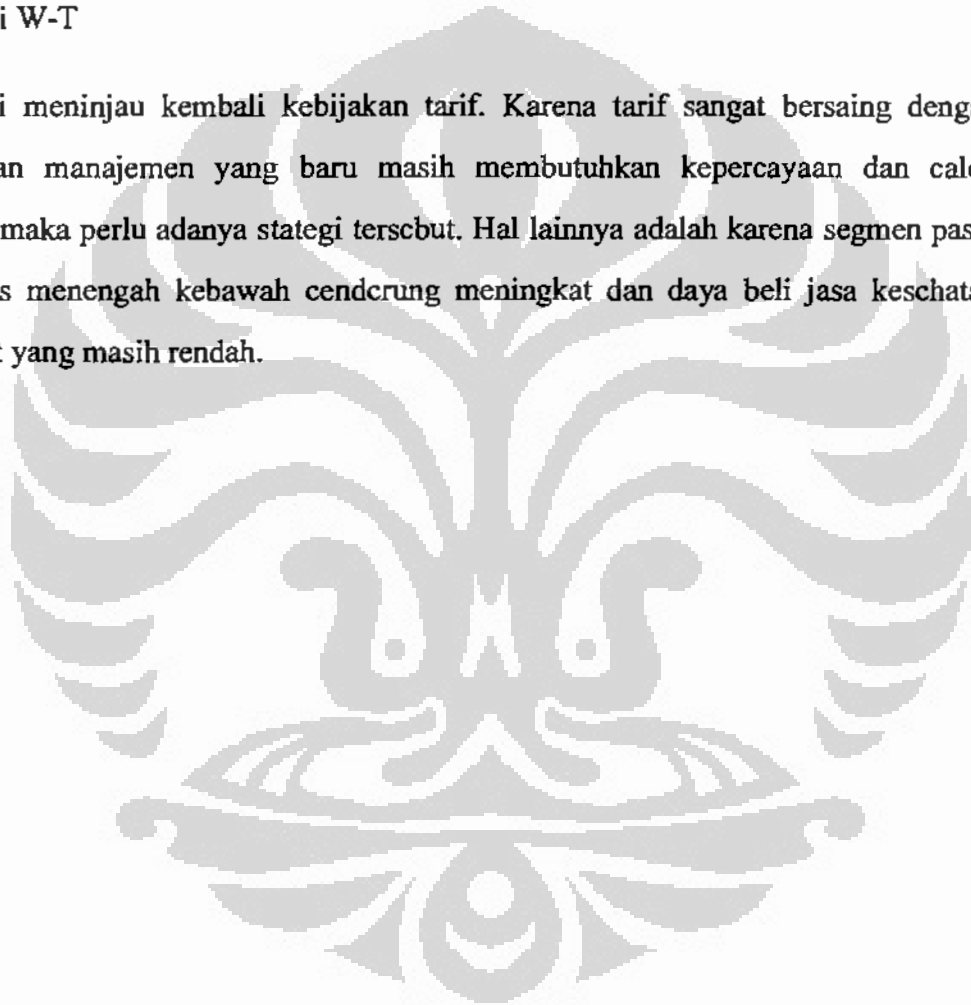 i W-T
i meninjau kembali kebijakan tarif. Karena tarif sangat bersaing deng
an manajemen yang baru masih membutuhkan kepercayaan dan cal
maka perlu adanya stategi terscbut. Hal lainnya adalah karena segmen pas
s menengah kebawah cendcrung meningkat dan daya beli jasa keschat
t yang masih rendah.